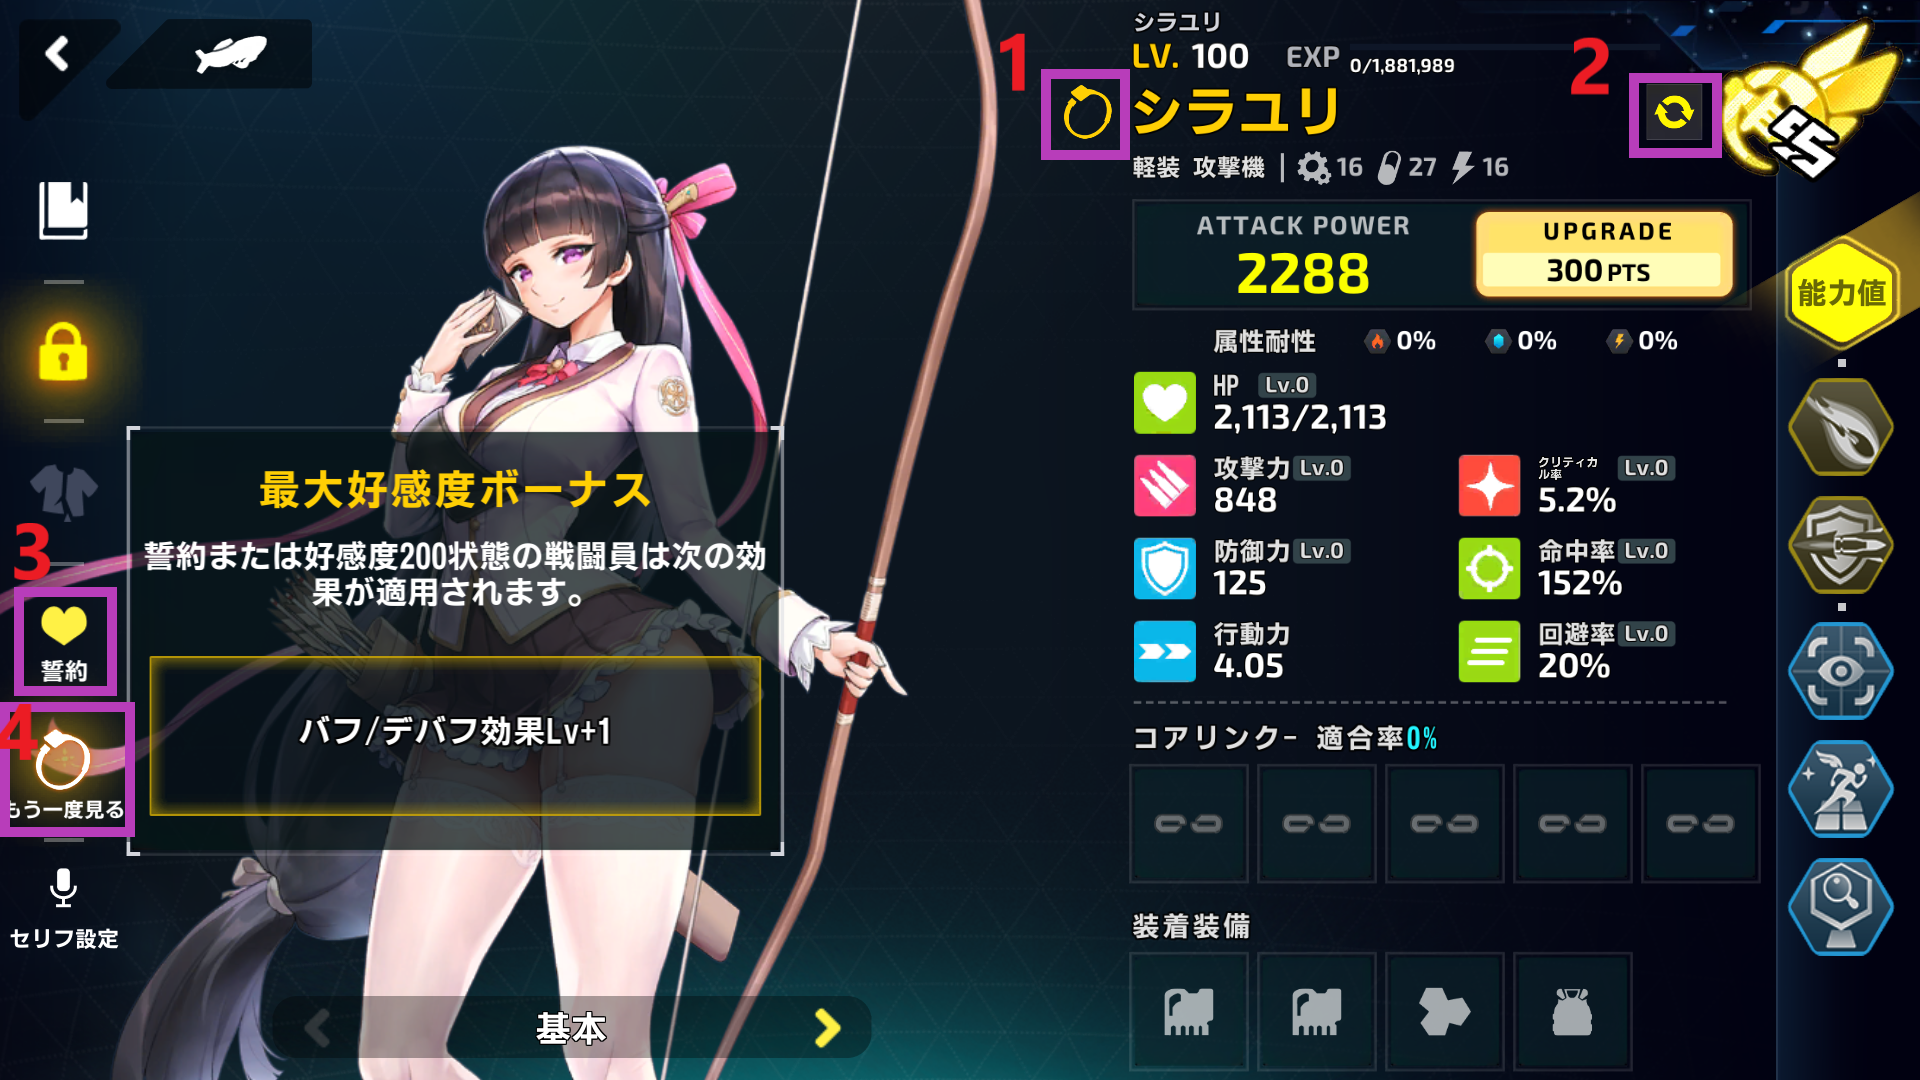 シラユリ
LV. 100 EXP 0/1,881,989
1
シラユリ
2
SS
軽装 攻撃機 | 16 27 16
ATTACK POWER
2288
UPGRADE
300 PTS
能力値
属性耐性 0% 0% 0%
HP Lv.0
2,113/2,113
攻撃力 Lv.0
848
クリティカ
ル率 Lv.0
5.2%
防御力 Lv.0
125
命中率 Lv.0
152%
行動力
4.05
回避率 Lv.0
20%
コアリンクー 適合率0%
装着装備
最大好感度ボーナス
誓約または好感度200状態の戦闘員は次の効
果が適用されます。
バフ/デバフ効果Lv+1
3
誓約
4
もう一度見る
セリフ設定
基本